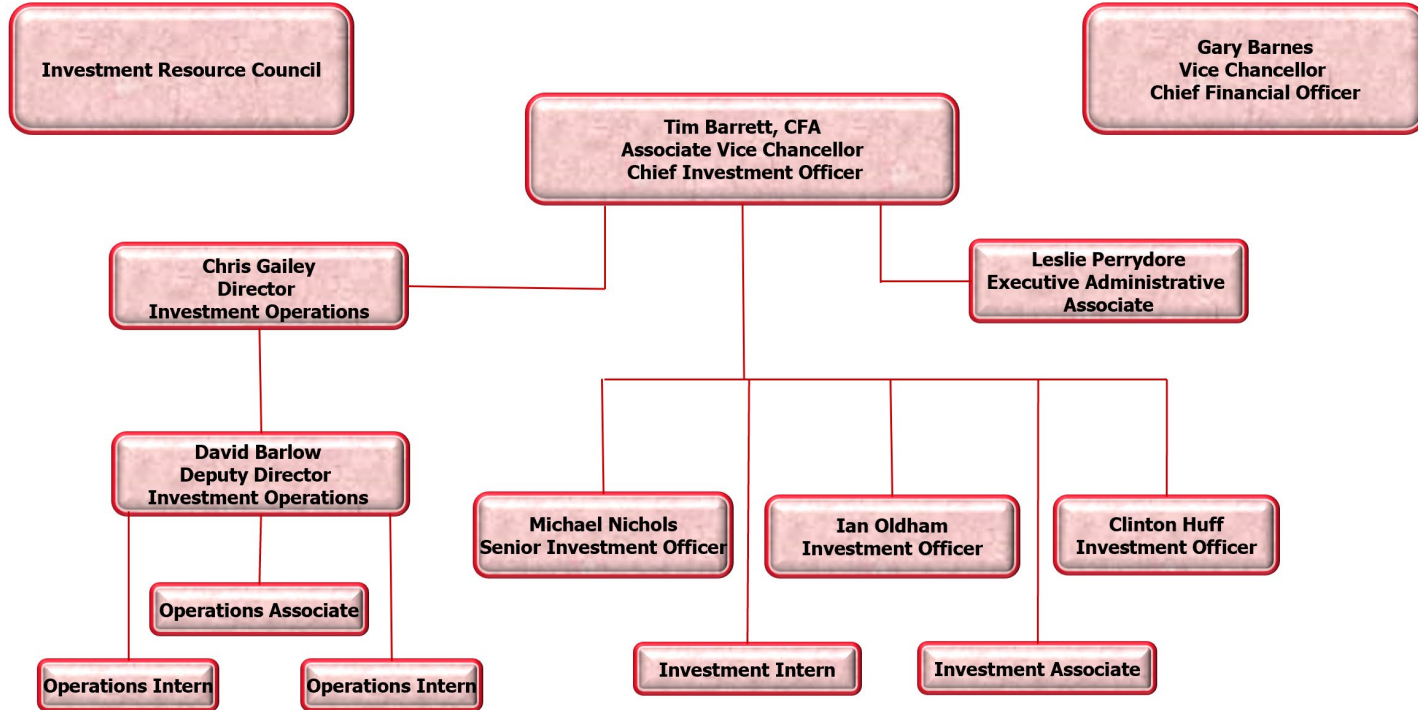 Investment Resource Council
Gary Barnes
Vice Chancellor
Chief Financial Officer
Tim Barrett, CFA
Associate Vice Chancellor
Chief Investment Officer
Chris Gailey
Director
Investment Operations
Leslie Perrydore
Executive Administrative
Associate
David Barlow
Deputy Director
Investment Operations
Michael Nichols
Senior Investment Officer
Ian Oldham
Investment Officer
Clinton Huff
Investment Officer
Operations Associate
Operations Intern
Operations Intern
Investment Intern
Investment Associate